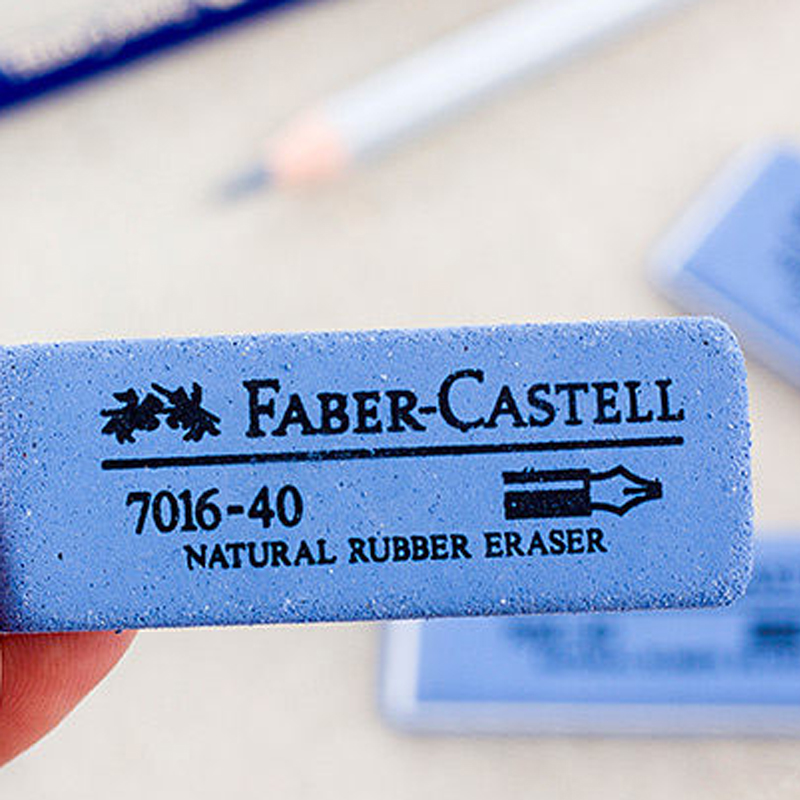 FABER-CASTELL
7016-40
NATURAL RUBBER ERASER